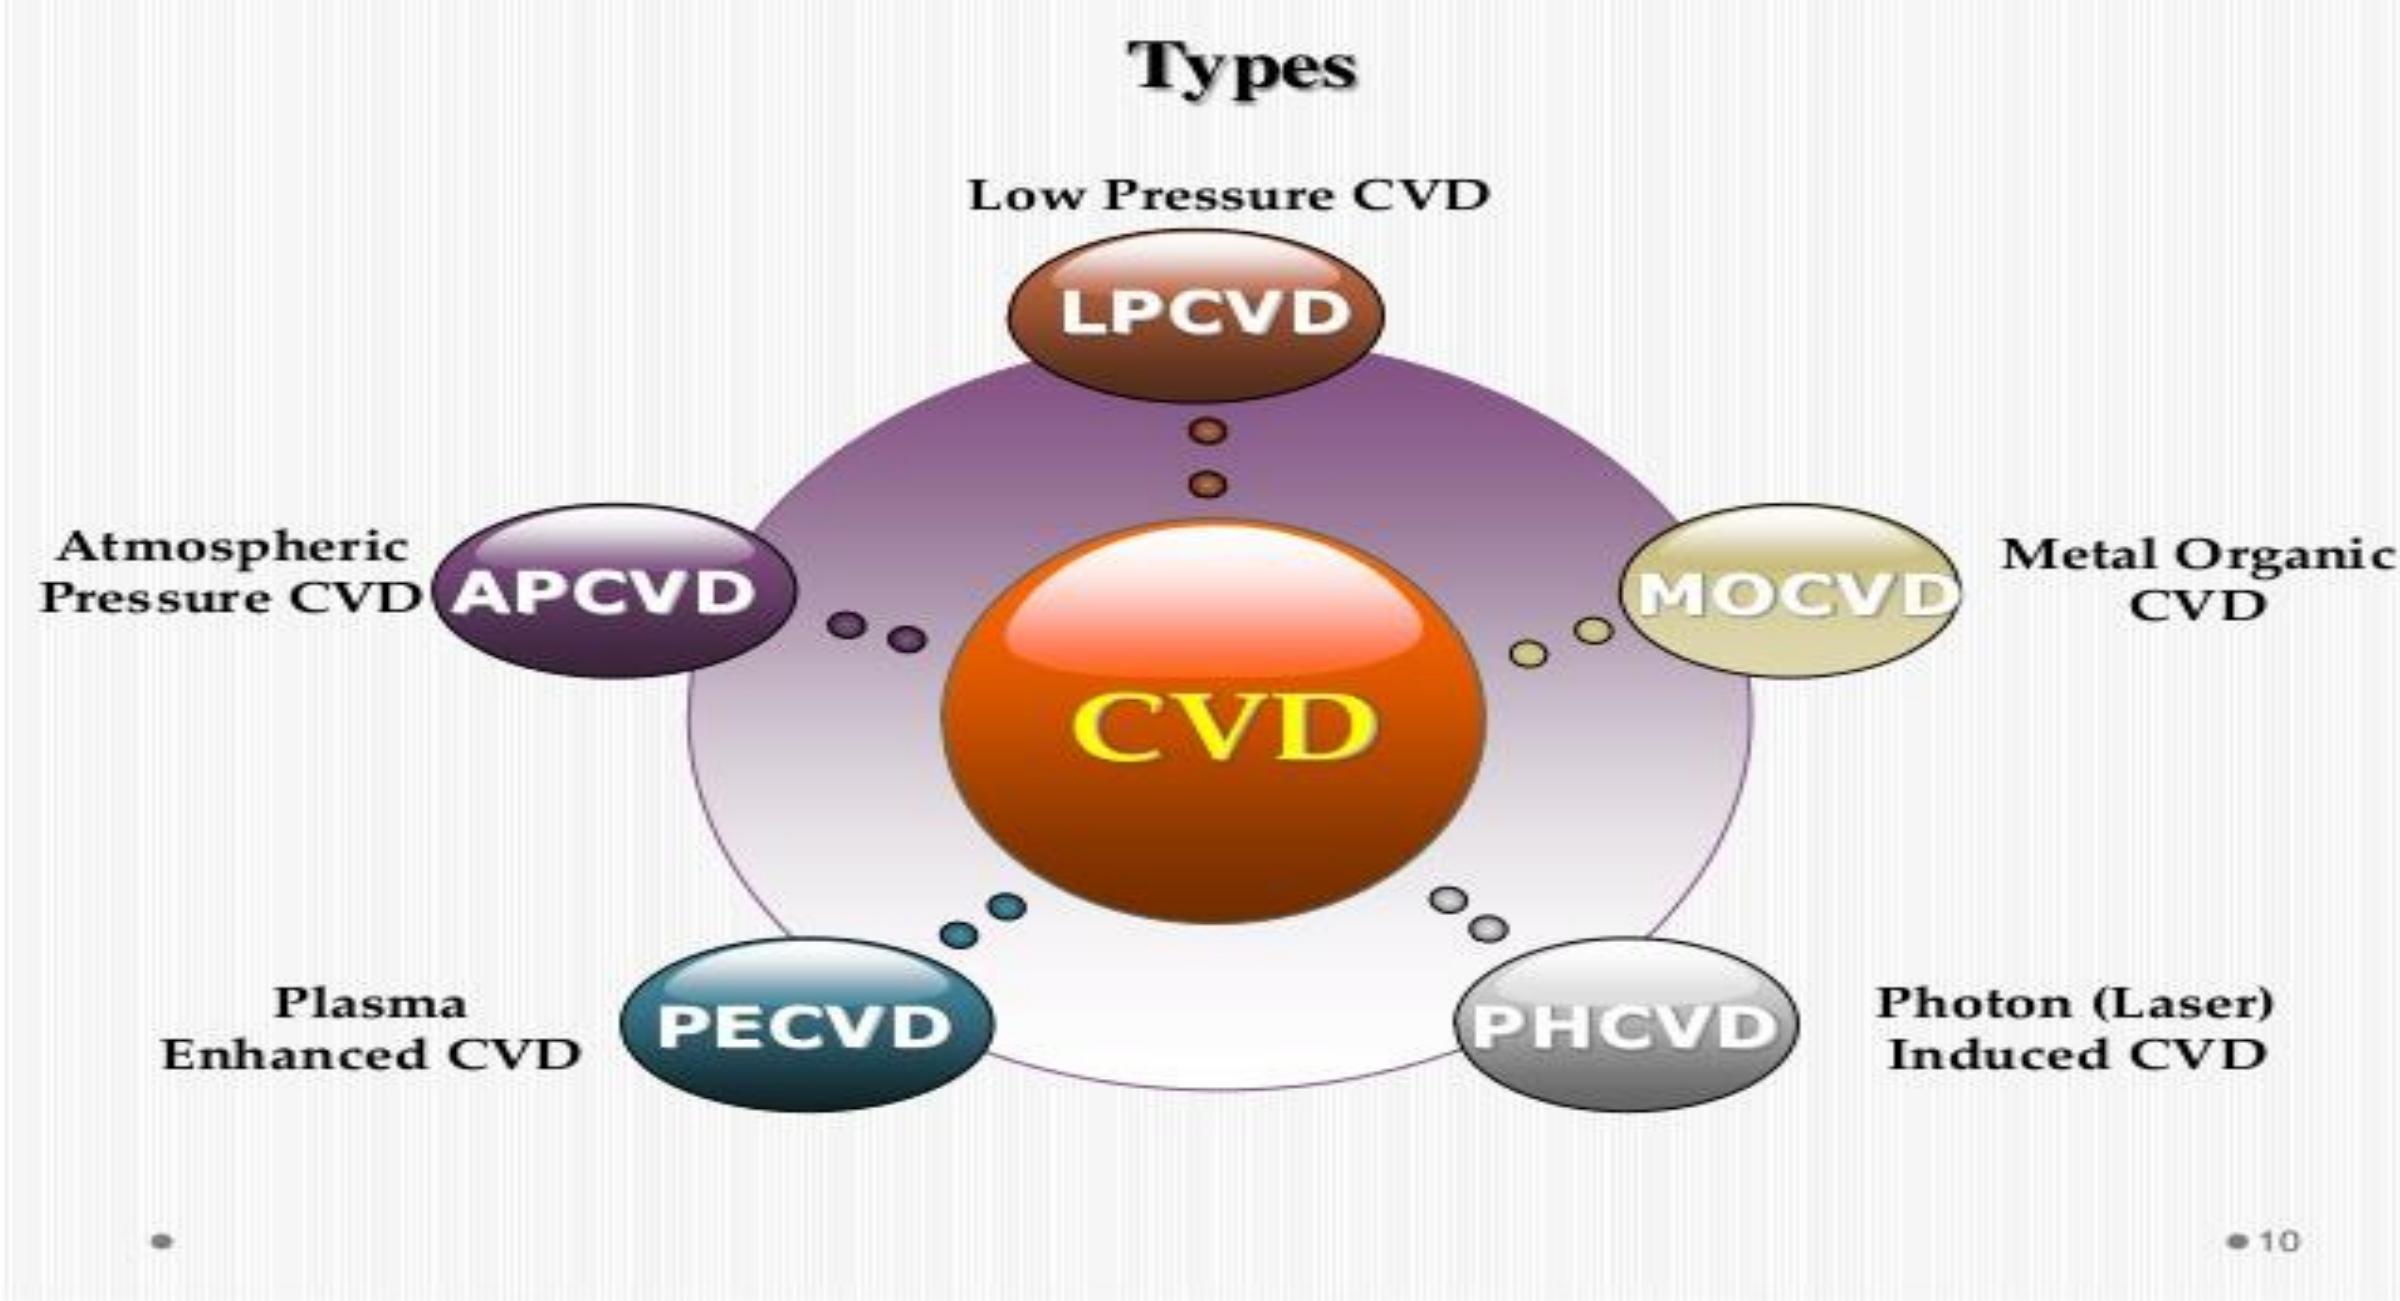 Types
Low Pressure CVD
LPCVD
Atmospheric
Pressure CVD
APCVD
MOCVD
Metal Organic
CVD
CVD
Plasma
Enhanced CVD
PECVD
PHCVD
Photon (Laser)
Induced CVD
10